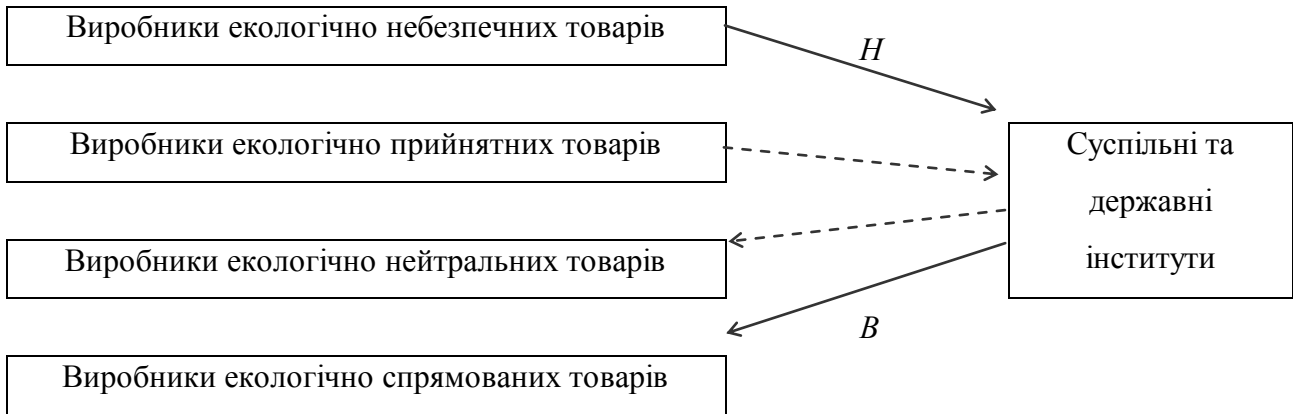 Виробники екологічно небезпечних товарів
Н
Виробники екологічно прийнятних товарів
Суспільні та
державні
інститути
Виробники екологічно нейтральних товарів
В
Виробники екологічно спрямованих товарів